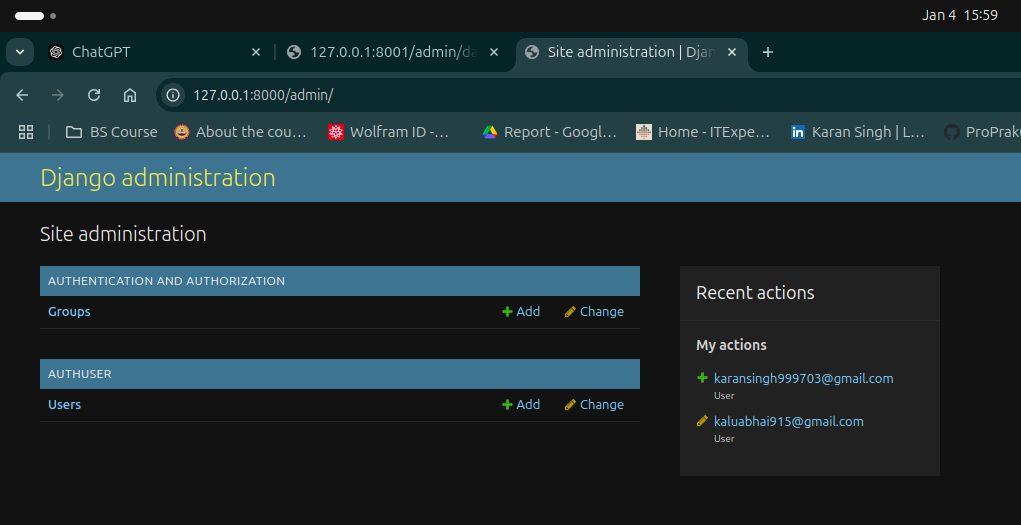 Jan 4 15:59
ChatGPT
127.0.0.1:8001/admin/da
Site administration | Djan
127.0.0.1:8000/admin/
BS Course
About the cou...
Wolfram ID -...
Report - Googl...
Home - ITExpe...
Karan Singh | L...
ProPrak
Django administration
Site administration
AUTHENTICATION AND AUTHORIZATION
Groups
Add
Change
AUTHUSER
Users
Add
Change
Recent actions
My actions
karansingh999703@gmail.com
User
kaluabhai915@gmail.com
User